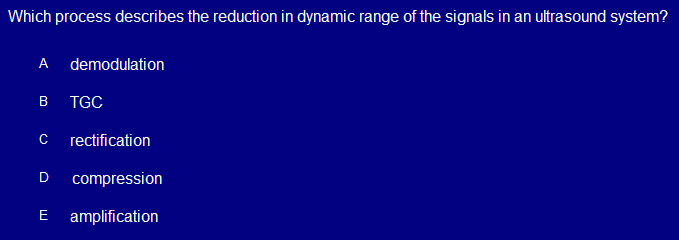 Which process describes the reduction in dynamic range of the signals in an ultrasound system?
A demodulation
B TGC
C rectification
D compression
E amplification